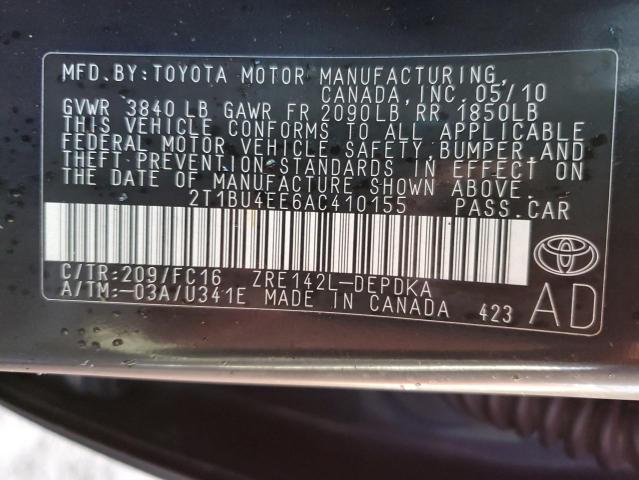 MFD. BY: TOYOTA MOTOR MANUFACTURING,
CANADA, INC. 05/10
GVWR 3840 LB GAWR FR 2090LB RR 1850LB
THIS VEHICLE CONFORMS TO ALL APPLICABLE
FEDERAL MOTOR VEHICLE SAFETY, BUMPER AND
THEFT PREVENTION STANDARDS IN EFFECT ON
THE DATE OF MANUFACTURE SHOWN ABOVE.
2T1BU4EE6AC410155 PASS. CAR
C/TR: 209/FC16 ZRE142L-DEPDKA
A/TM: -03A/U341E MADE IN CANADA 423 AD